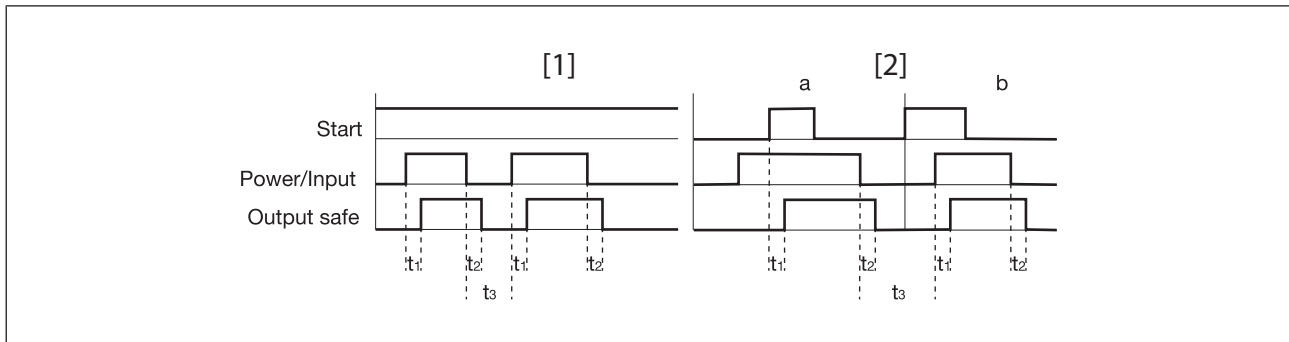 [1] [2]
a b
Start
Power/Input
Output safe
t1 t2 t1 t2 t1 t2 t1 t2
t3 t3